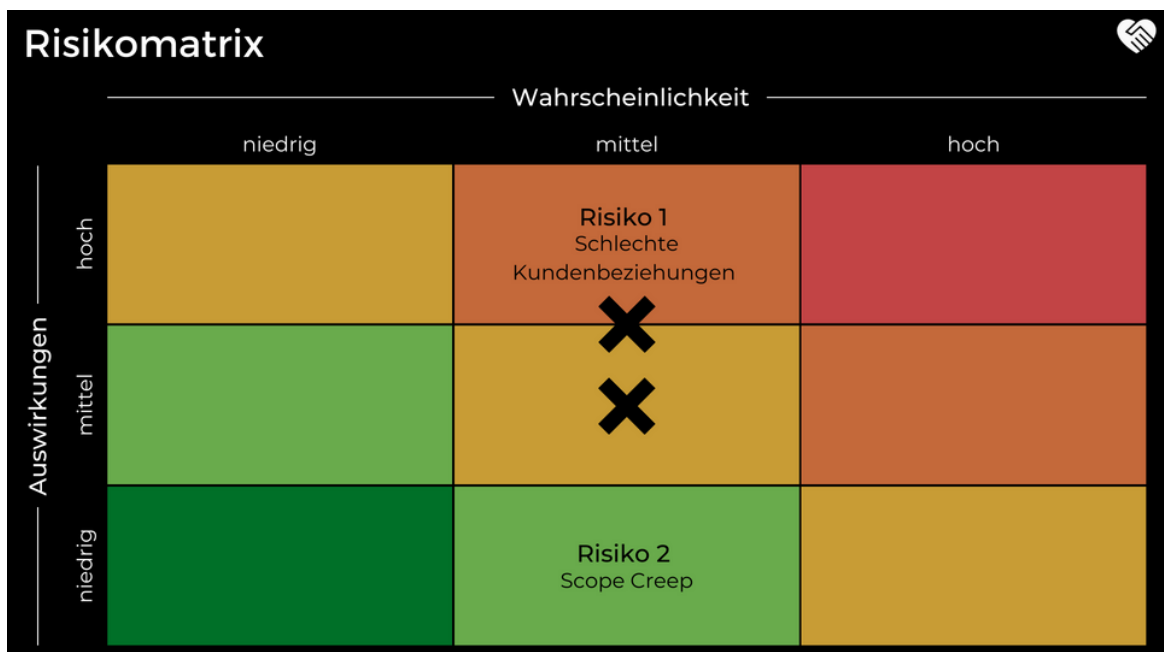 Risikomatrix
Wahrscheinlichkeit
niedrig
mittel
hoch
Auswirkungen
hoch
Risiko 1
Schlechte
Kundenbeziehungen
mittel
niedrig
Risiko 2
Scope Creep